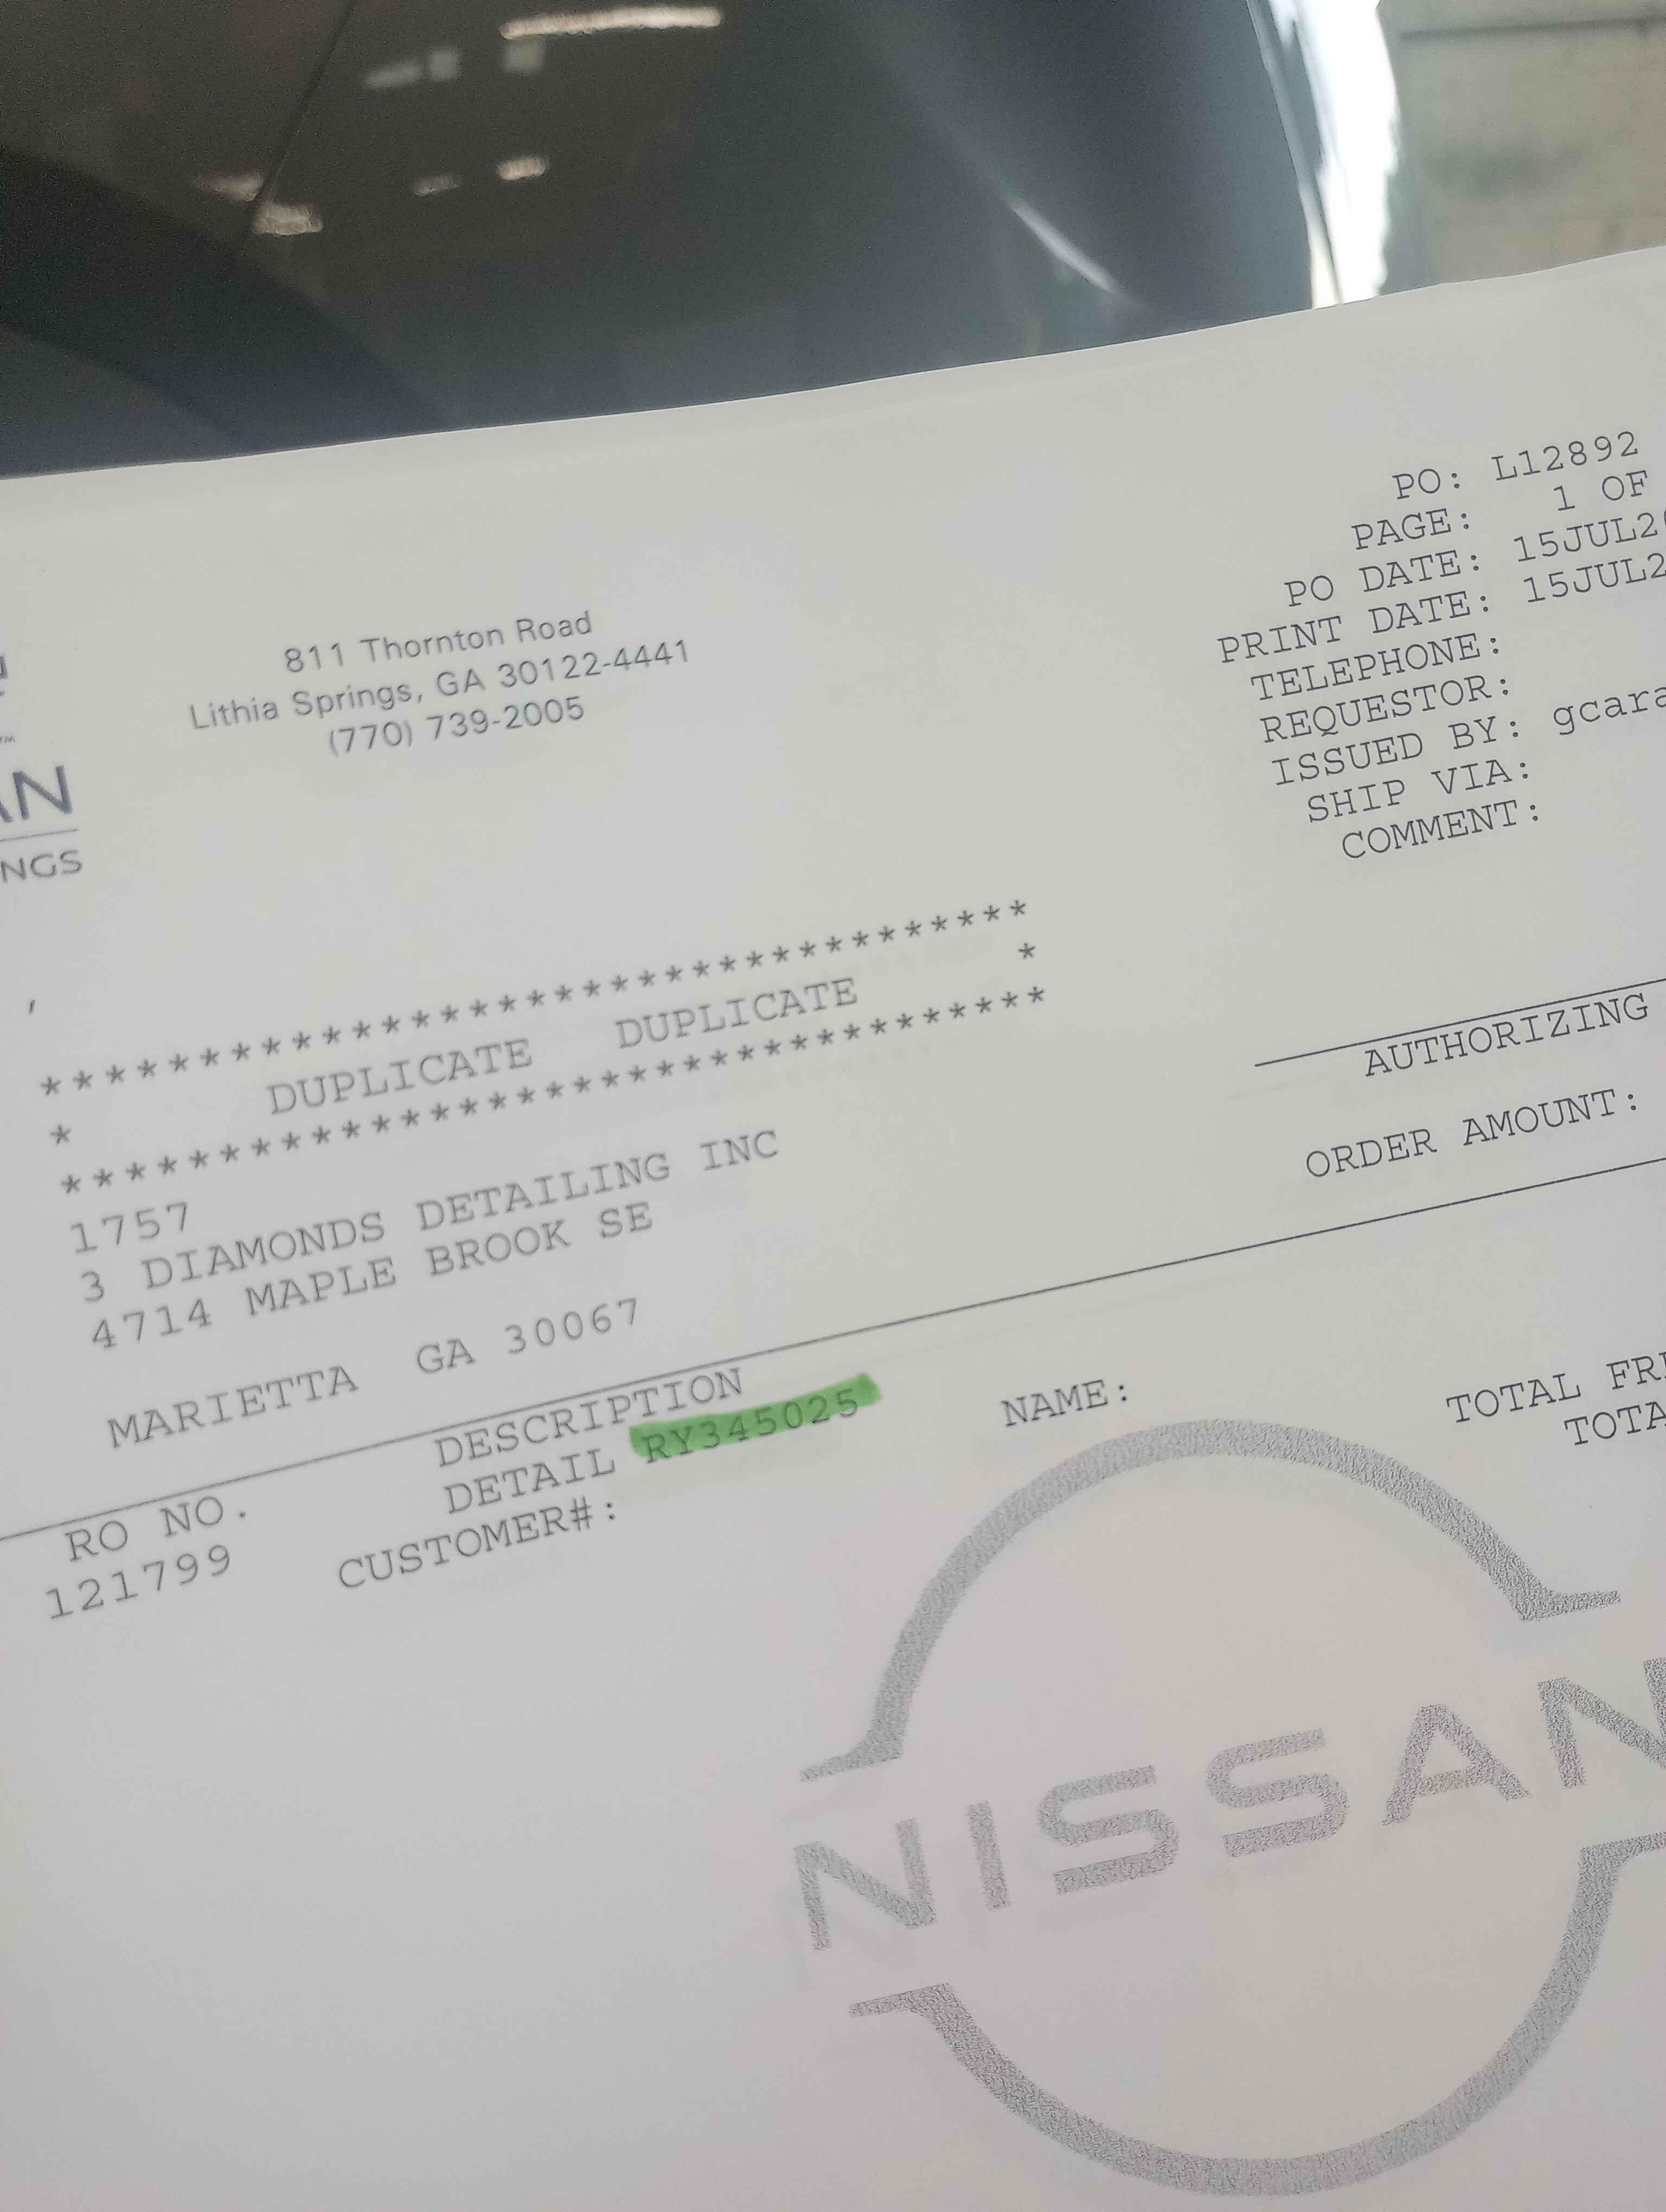 811 Thornton Road
Lithia Springs, GA 30122-4441
(770) 739-2005
AN
NGS
PO: L12892
PAGE: 1 OF
PO DATE: 15JUL2
PRINT DATE: 15JUL2
TELEPHONE:
REQUESTOR:
ISSUED BY: gcara
SHIP VIA:
COMMENT:
,
***********************************
* DUPLICATE DUPLICATE *
***********************************
1757
3 DIAMONDS DETAILING INC
4714 MAPLE BROOK SE
MARIETTA GA 30067
AUTHORIZING
ORDER AMOUNT:
RO NO. DESCRIPTION
121799 DETAIL RY345025
CUSTOMER#:
NAME:
TOTAL FRE
TOTA
NISSAN